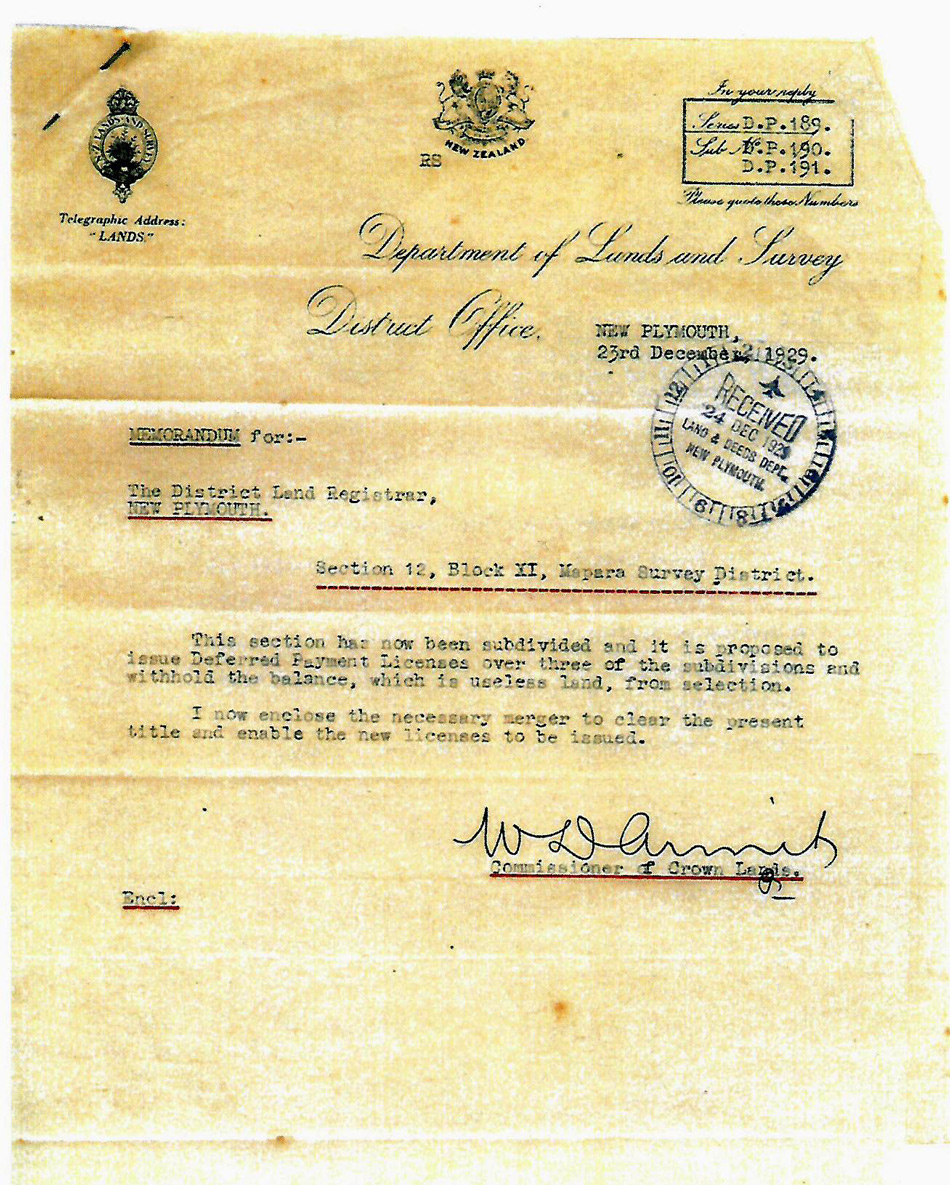 In your reply
Series D.P.189.
Sub No. D.P.190.
D.P.191.
Please quote these Numbers
N.Z. LANDS AND SURVEY
NEW ZEALAND
RS
Telegraphic Address:
"LANDS."
Department of Lands and Survey
District Office,
NEW PLYMOUTH,
23rd December, 1929.
RECEIVED
24 DEC 1929
LAND & DEEDS DEPT.
NEW PLYMOUTH.
MEMORANDUM for:-
The District Land Registrar,
NEW PLYMOUTH.
Section 12, Block XI, Mapara Survey District.
This section has now been subdivided and it is proposed to
issue Deferred Payment Licenses over three of the subdivisions and
withhold the balance, which is useless land, from selection.
I now enclose the necessary merger to clear the present
title and enable the new licenses to be issued.
W D Armit
Commissioner of Crown Lands.
Encl: